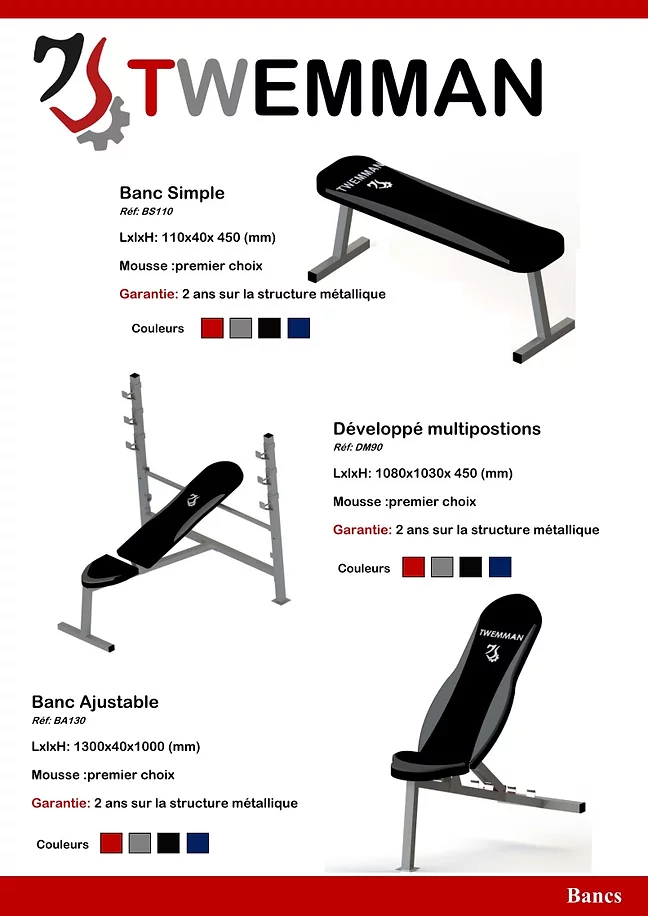 TWEMMAN
Banc Simple
Réf: BS110
LxlxH: 110x40x 450 (mm)
Mousse :premier choix
Garantie: 2 ans sur la structure métallique
Couleurs
TWEMMAN
Développé multipostions
Réf: DM90
LxlxH: 1080x1030x 450 (mm)
Mousse :premier choix
Garantie: 2 ans sur la structure métallique
Couleurs
TWEMMAN
Banc Ajustable
Réf: BA130
LxlxH: 1300x40x1000 (mm)
Mousse :premier choix
Garantie: 2 ans sur la structure métallique
Couleurs
Bancs